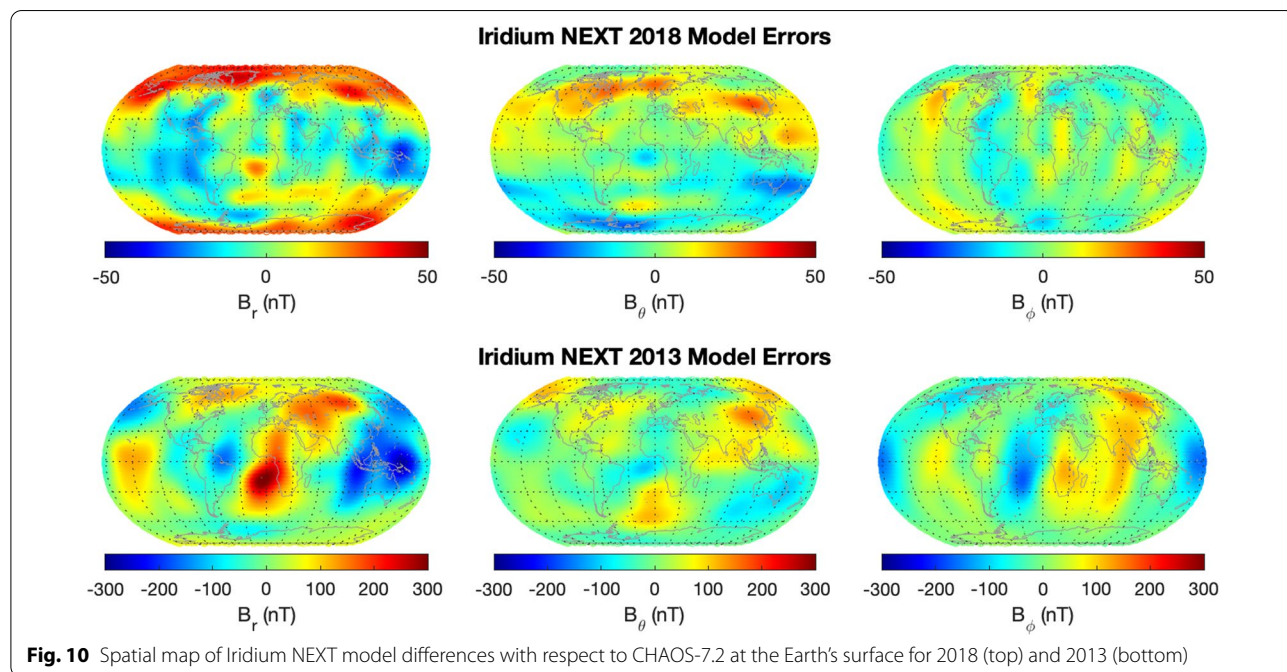 Iridium NEXT 2018 Model Errors
-50 0 50 -50 0 50 -50 0 50
B_r (nT) B_θ (nT) B_ϕ (nT)
Iridium NEXT 2013 Model Errors
-300 -200 -100 0 100 200 300 -300 -200 -100 0 100 200 300 -300 -200 -100 0 100 200 300
B_r (nT) B_θ (nT) B_ϕ (nT)
Fig. 10 Spatial map of Iridium NEXT model differences with respect to CHAOS-7.2 at the Earth’s surface for 2018 (top) and 2013 (bottom)